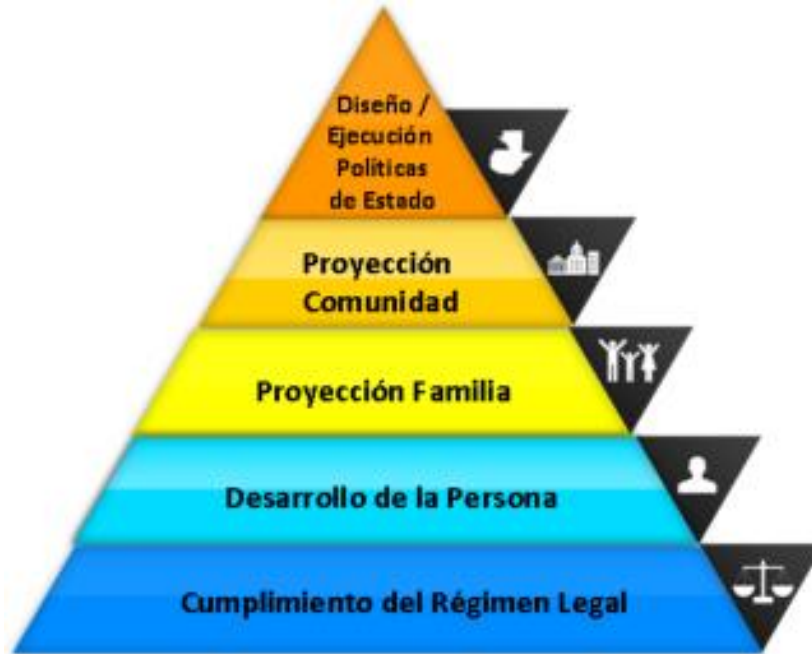 Diseño /
Ejecución
Políticas
de Estado
Proyección
Comunidad
Proyección Familia
Desarrollo de la Persona
Cumplimiento del Régimen Legal